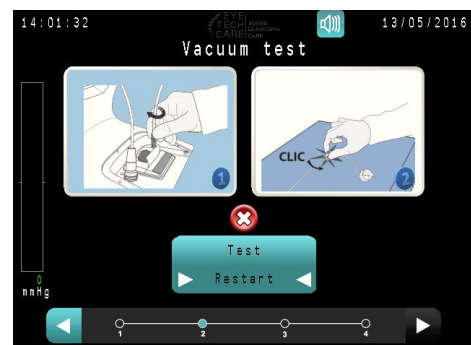 14:01:32
EYE
TECH
CARE
SOUND
GLAUCOMA
CARE
13/05/2016
Vacuum test
1
CLIC
2
Test
Restart
0
mmHg
1 2 3 4